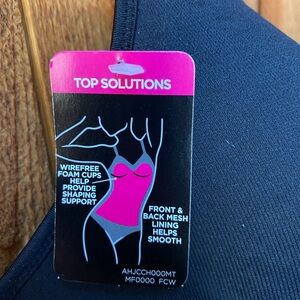 TOP SOLUTIONS
WIREFREE
FOAM CUPS
HELP
PROVIDE
SHAPING
SUPPORT
FRONT &
BACK MESH
LINING
HELPS
SMOOTH
AHJCCH000MT
MF0000 FCW